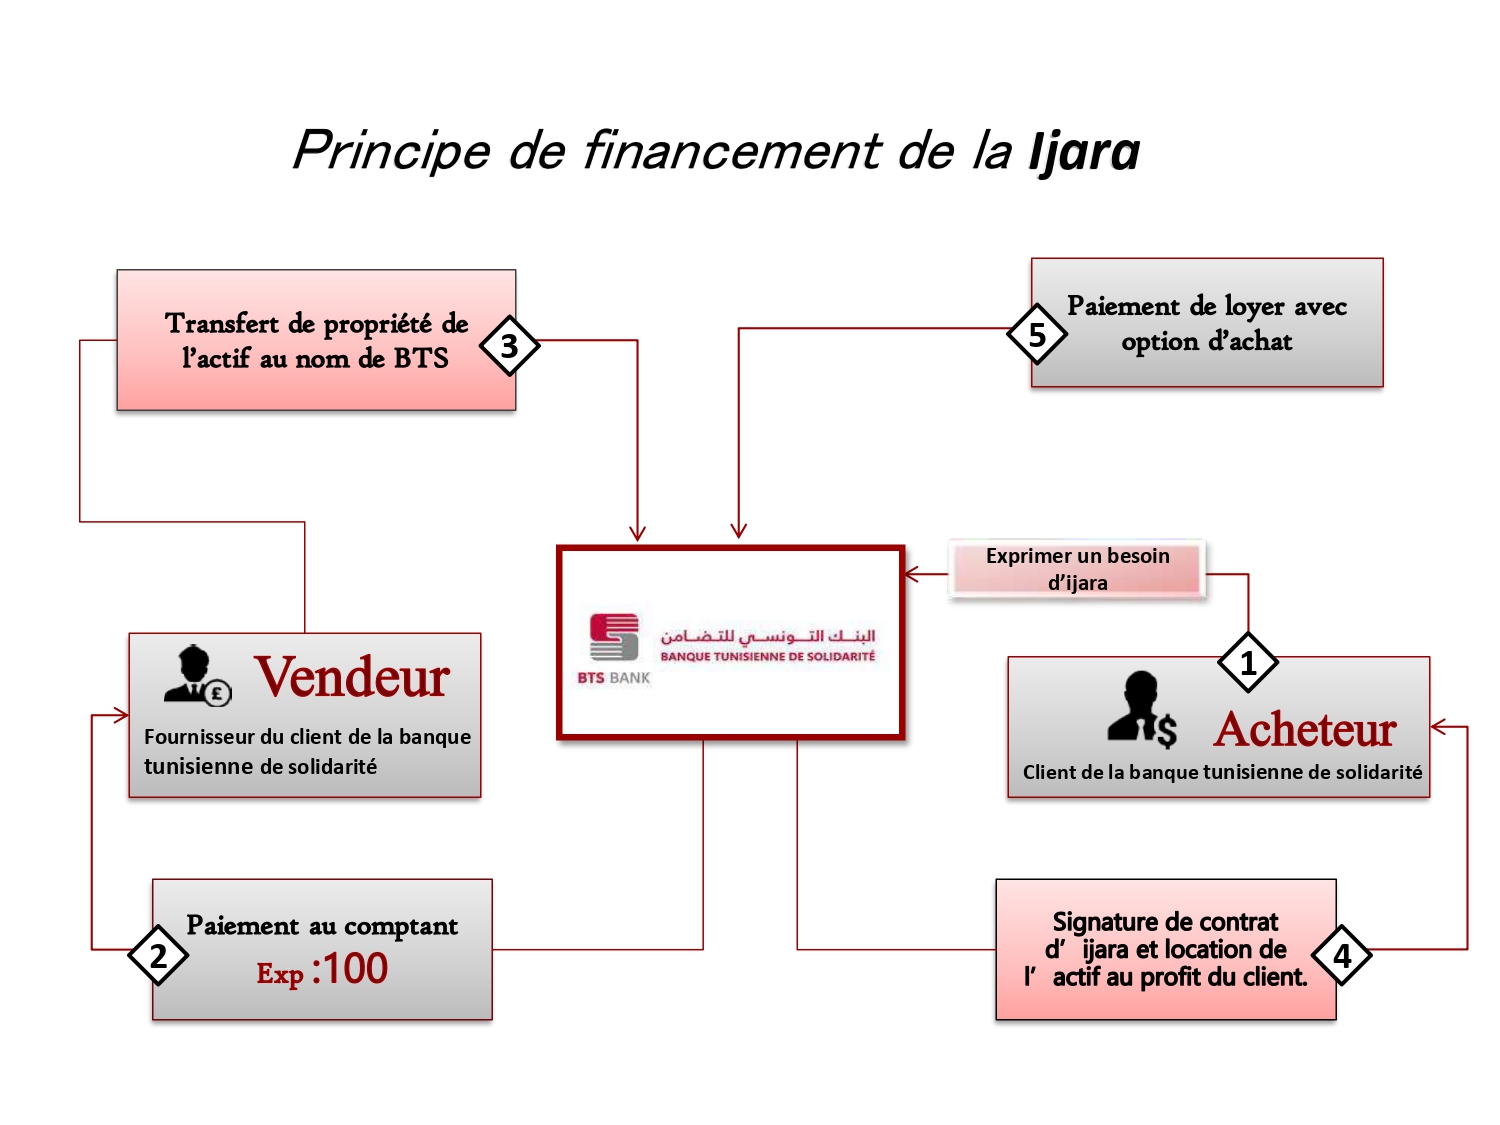 Principe de financement de la Ijara
Transfert de propriété de
l'actif au nom de BTS
3
5
Paiement de loyer avec
option d'achat
Exprimer un besoin
d'ijara
البنك التونسي للتضامن
BANQUE TUNISIENNE DE SOLIDARITÉ
BTS BANK
Vendeur
Fournisseur du client de la banque
tunisienne de solidarité
1
Acheteur
Client de la banque tunisienne de solidarité
2
Paiement au comptant
Exp :100
Signature de contrat
d' ijara et location de
l' actif au profit du client.
4